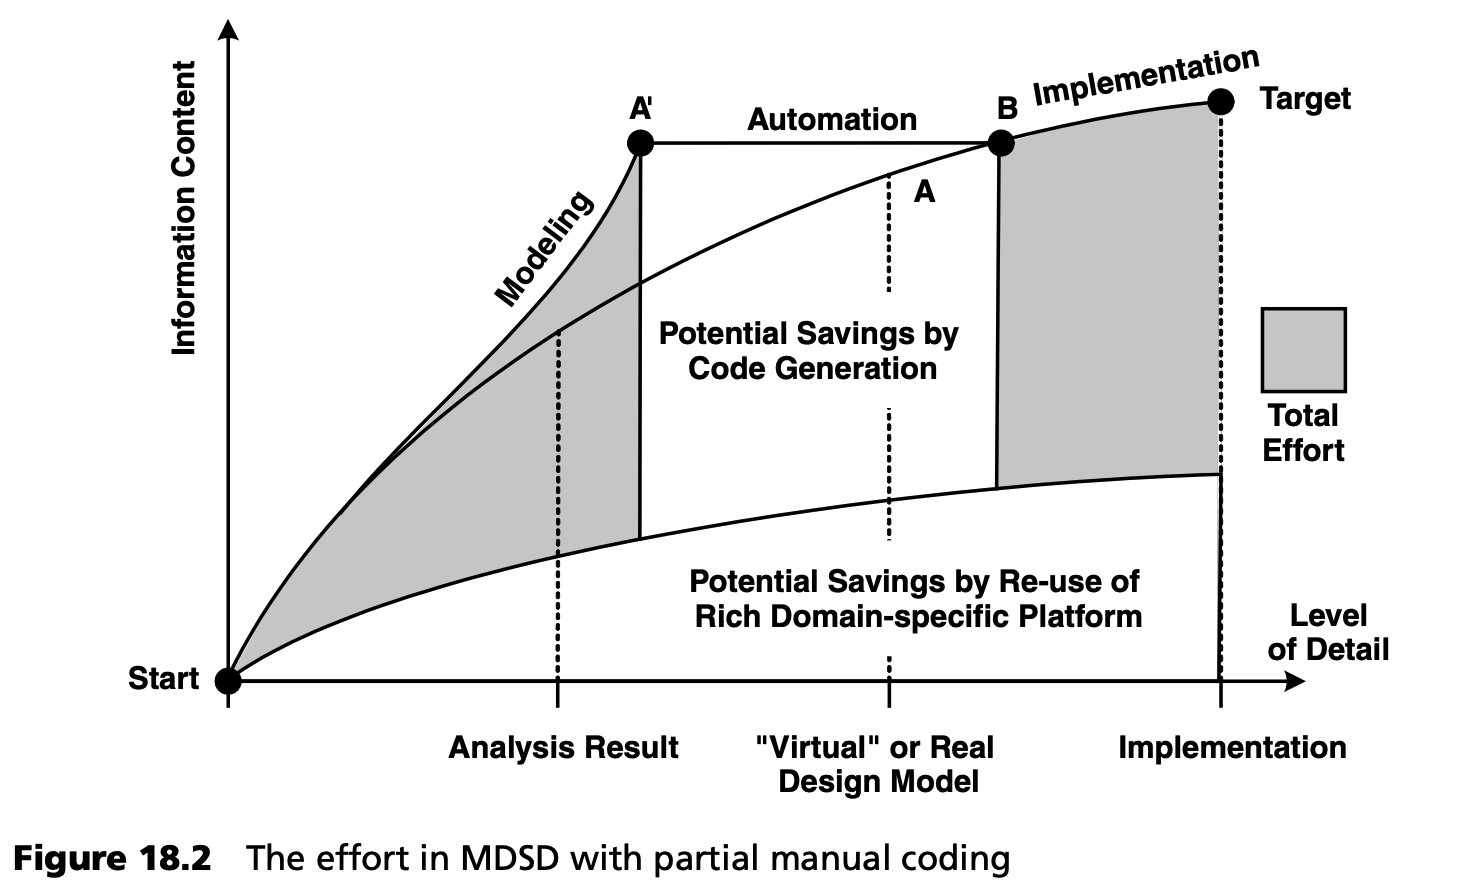 Information Content
A'
Automation
B
Implementation
Target
Modeling
A
Potential Savings by
Code Generation
Total
Effort
Potential Savings by Re-use of
Rich Domain-specific Platform
Level
of Detail
Start
Analysis Result
"Virtual" or Real
Design Model
Implementation
Figure 18.2 The effort in MDSD with partial manual coding